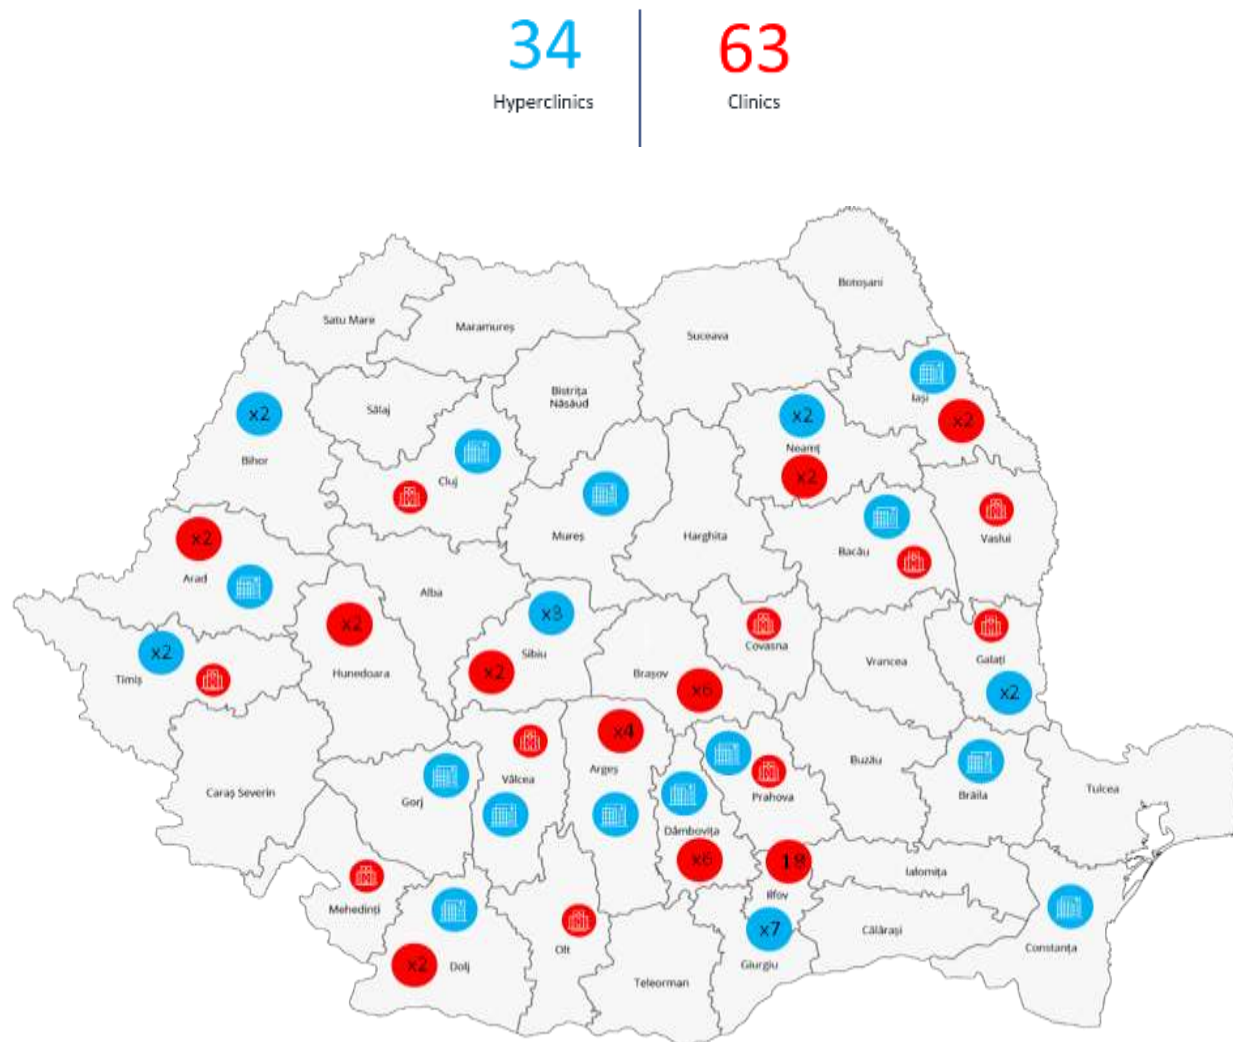 34
63
Hyperclinics
Clinics
Botoșani
Satu Mare
Maramureș
Suceava
Bistrița
Năsăud
Iași
x2
Sălaj
x2
x2
Neamț
Bihor
x2
Cluj
Mureș
Harghita
Bacău
Vaslui
x2
Arad
Alba
x3
x2
Covasna
Sibiu
x2
Timiș
Hunedoara
x2
Brașov
x6
Vrancea
Galați
x2
x4
Vâlcea
Argeș
Buzău
Caraș Severin
Gorj
Prahova
Brăila
Tulcea
Dâmbovița
x6
18
Ialomița
Ilfov
Mehedinți
x7
Călărași
Constanța
x2
Dolj
Olt
Giurgiu
Teleorman